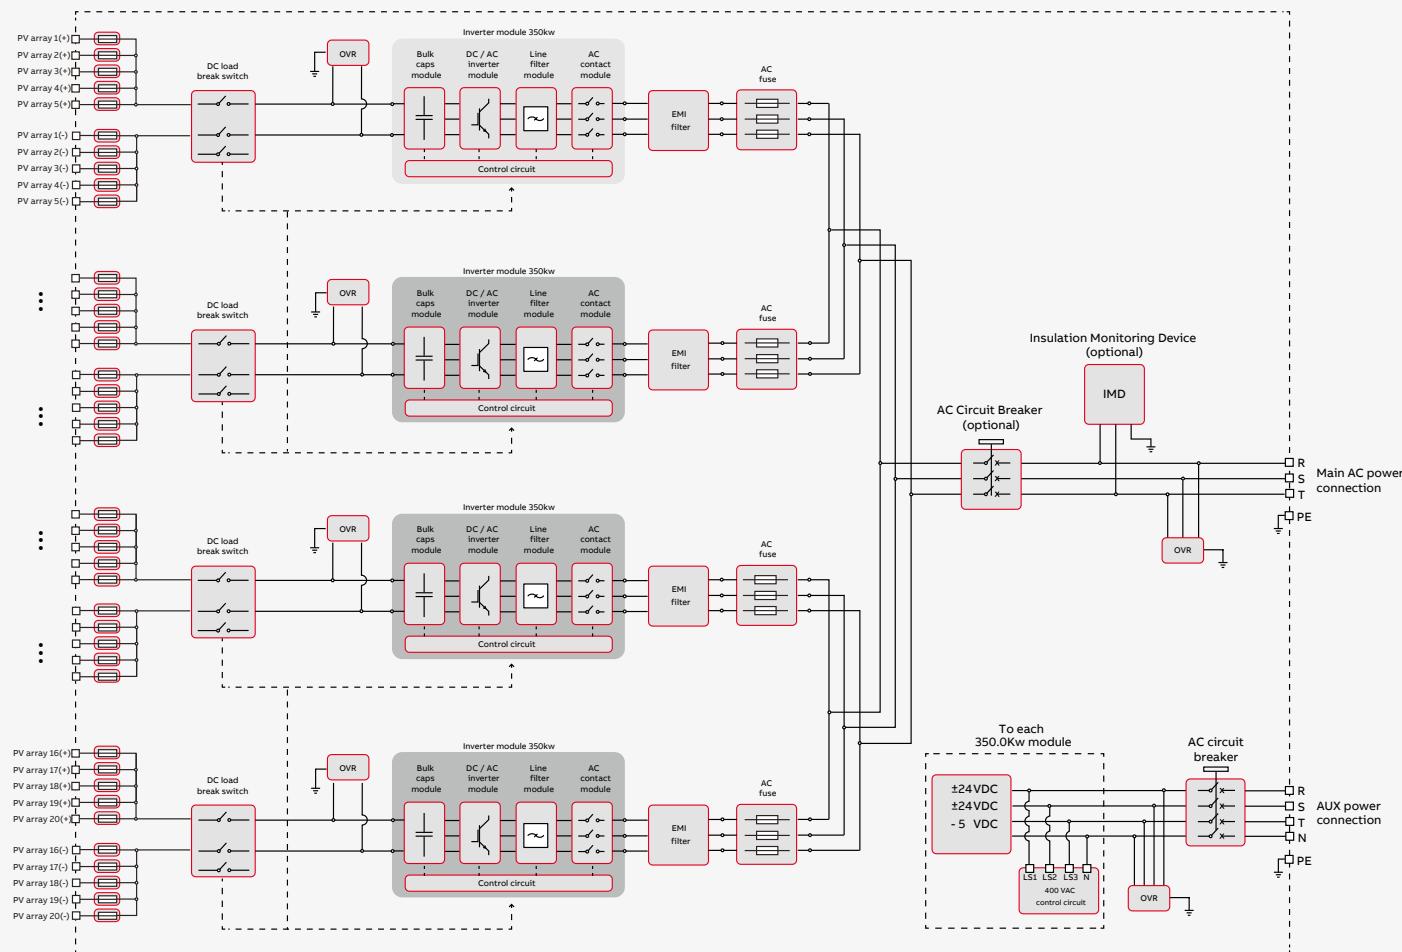 Inverter module 350kw
PV array 1(+)
PV array 2(+)
PV array 3(+)
PV array 4(+)
PV array 5(+)
PV array 1(-)
PV array 2(-)
PV array 3(-)
PV array 4(-)
PV array 5(-)
DC load
break switch
OVR
Bulk
caps
module
DC / AC
inverter
module
Line
filter
module
AC
contact
module
Control circuit
EMI
filter
AC
fuse
Inverter module 350kw
DC load
break switch
OVR
Bulk
caps
module
DC / AC
inverter
module
Line
filter
module
AC
contact
module
Control circuit
EMI
filter
AC
fuse
Insulation Monitoring Device
(optional)
IMD
AC Circuit Breaker
(optional)
R
S
T
PE
Main AC power
connection
OVR
Inverter module 350kw
DC load
break switch
OVR
Bulk
caps
module
DC / AC
inverter
module
Line
filter
module
AC
contact
module
Control circuit
EMI
filter
AC
fuse
Inverter module 350kw
PV array 16(+)
PV array 17(+)
PV array 18(+)
PV array 19(+)
PV array 20(+)
PV array 16(-)
PV array 17(-)
PV array 18(-)
PV array 19(-)
PV array 20(-)
DC load
break switch
OVR
Bulk
caps
module
DC / AC
inverter
module
Line
filter
module
AC
contact
module
Control circuit
EMI
filter
AC
fuse
To each
350.0Kw module
±24VDC
±24VDC
- 5 VDC
LS1 LS2 LS3 N
400 VAC
control circuit
AC circuit
breaker
OVR
R
S
T
N
PE
AUX power
connection